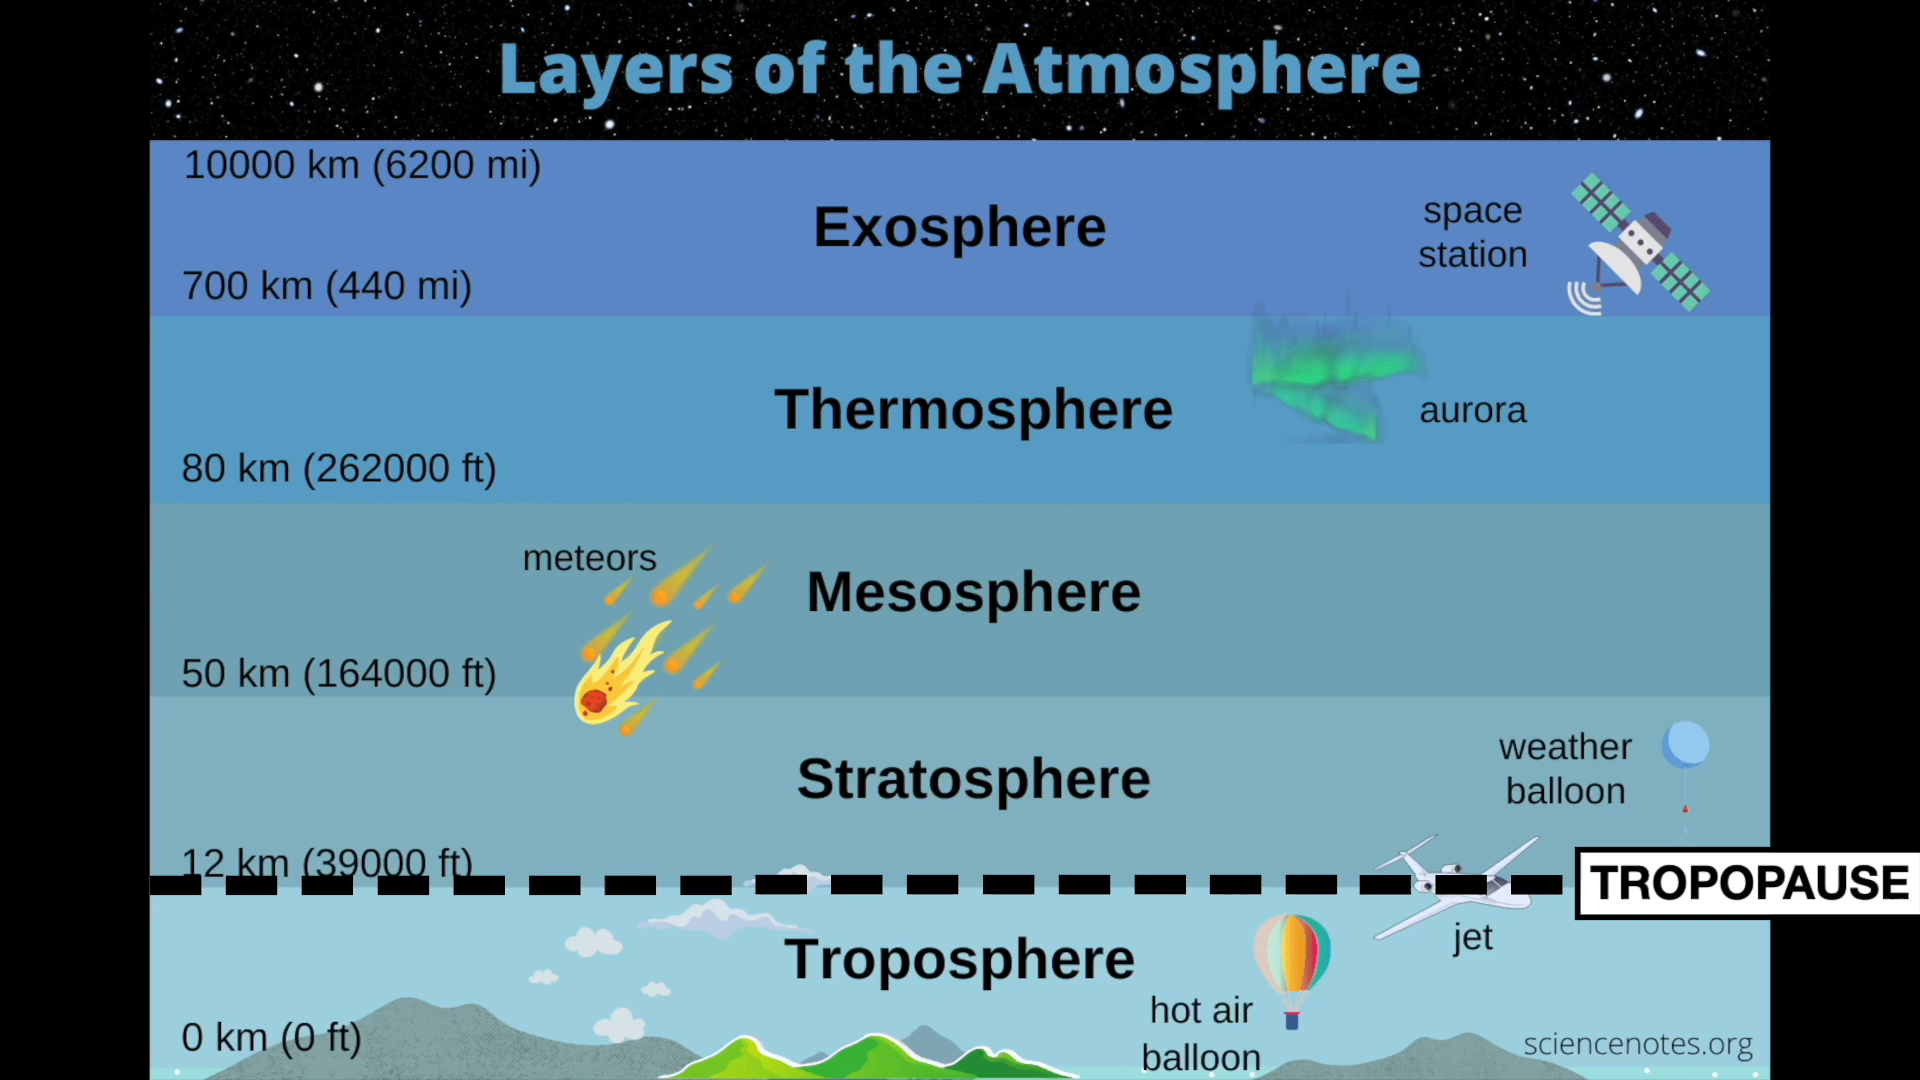 Layers of the Atmosphere
10000 km (6200 mi)
Exosphere
space
station
700 km (440 mi)
Thermosphere
aurora
80 km (262000 ft)
meteors
Mesosphere
50 km (164000 ft)
weather
balloon
Stratosphere
12 km (39000 ft)
TROPOPAUSE
jet
Troposphere
hot air
balloon
0 km (0 ft)
sciencenotes.org